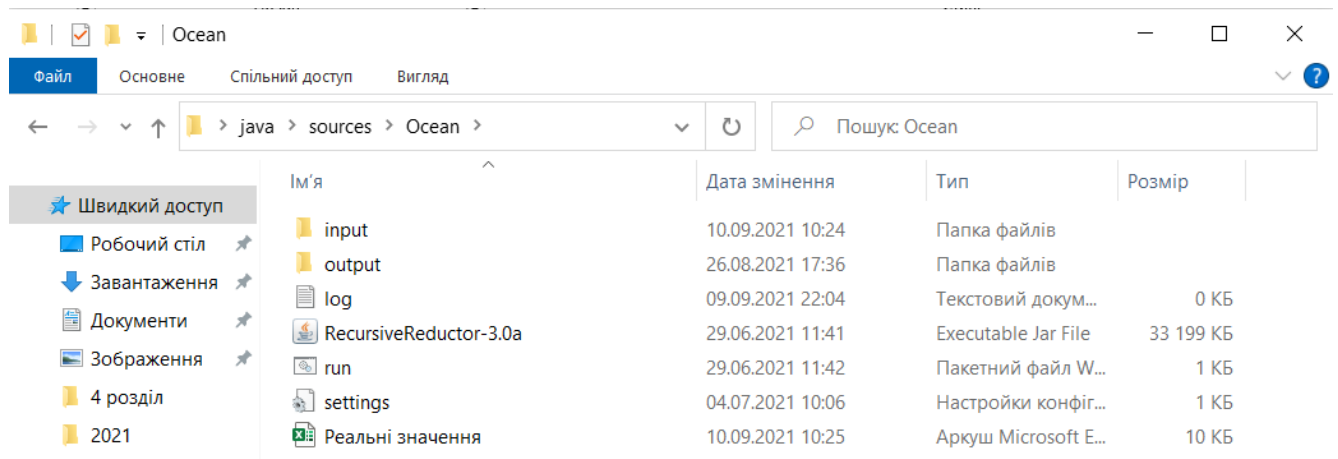 Ocean
Файл Основне Спільний доступ Вигляд
java sources Ocean Пошук: Ocean
Ім'я Дата змінення Тип Розмір
Швидкий доступ
input 10.09.2021 10:24 Папка файлів
Робочий стіл
output 26.08.2021 17:36 Папка файлів
Завантаження
log 09.09.2021 22:04 Текстовий докум... 0 КБ
Документи
RecursiveReductor-3.0a 29.06.2021 11:41 Executable Jar File 33 199 КБ
Зображення
run 29.06.2021 11:42 Пакетний файл W... 1 КБ
4 розділ
settings 04.07.2021 10:06 Настройки конфіг... 1 КБ
2021
Реальні значення 10.09.2021 10:25 Аркуш Microsoft E... 10 КБ